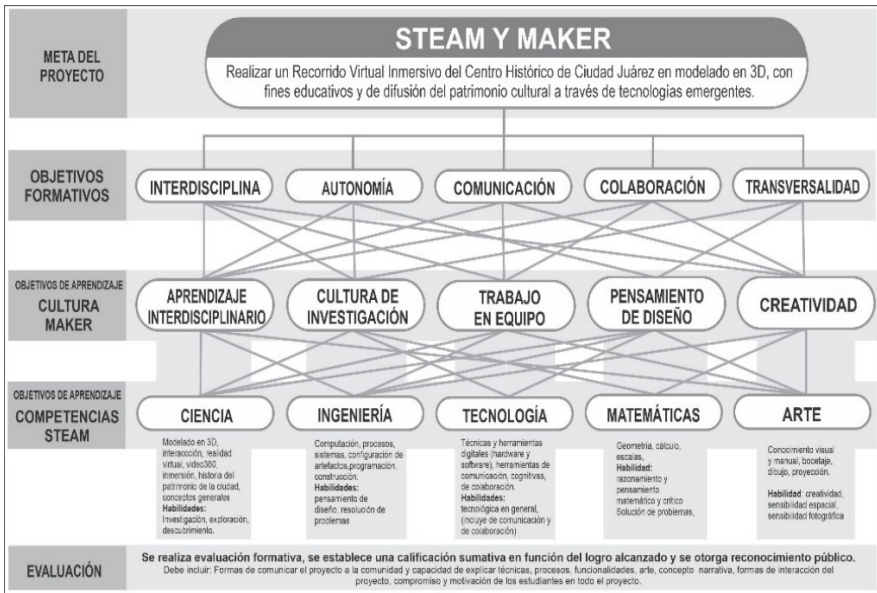 META DEL
PROYECTO
STEAM Y MAKER
Realizar un Recorrido Virtual Inmersivo del Centro Histórico de Ciudad Juárez en modelado en 3D, con
fines educativos y de difusión del patrimonio cultural a través de tecnologías emergentes.
OBJETIVOS
FORMATIVOS
INTERDISCIPLINA
AUTONOMÍA
COMUNICACIÓN
COLABORACIÓN
TRANSVERSALIDAD
OBJETIVOS DE APRENDIZAJE
CULTURA
MAKER
APRENDIZAJE
INTERDISCIPLINARIO
CULTURA DE
INVESTIGACIÓN
TRABAJO
EN EQUIPO
PENSAMIENTO
DE DISEÑO
CREATIVIDAD
OBJETIVOS DE APRENDIZAJE
COMPETENCIAS
STEAM
CIENCIA
Modelado en 3D,
interacción, realidad
virtual, video360,
inmersión, historia del
patrimonio de la ciudad,
conceptos generales
Habilidades:
Investigación, exploración,
descubrimiento.
INGENIERÍA
Computación, procesos,
sistemas, configuración de
artefactos,programación,
construcción.
Habilidades:
pensamiento de
diseño, resolución de
problemas
TECNOLOGÍA
Técnicas y herramientas
digitales (hardware y
software), herramientas de
comunicación, cognitivas,
de colaboración.
Habilidades:
tecnológica en general,
(incluye de comunicación y
de colaboración)
MATEMÁTICAS
Geometría, cálculo,
escalas,
Habilidad:
razonamiento y
pensamiento
matemático y crítico
Solución de problemas,
ARTE
Conocimiento visual
y manual, bocetaje,
dibujo, proyección.
Habilidad: creatividad,
sensibilidad espacial,
sensibilidad fotográfica
EVALUACIÓN
Se realiza evaluación formativa, se establece una calificación sumativa en función del logro alcanzado y se otorga reconocimiento público.
Debe incluir: Formas de comunicar el proyecto a la comunidad y capacidad de explicar técnicas, procesos, funcionalidades, arte, concepto narrativa, formas de interacción del
proyecto, compromiso y motivación de los estudiantes en todo el proyecto.